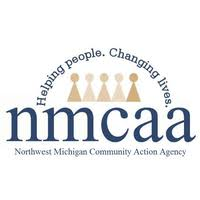 Helping people. Changing lives.
nmcaa
Northwest Michigan Community Action Agency